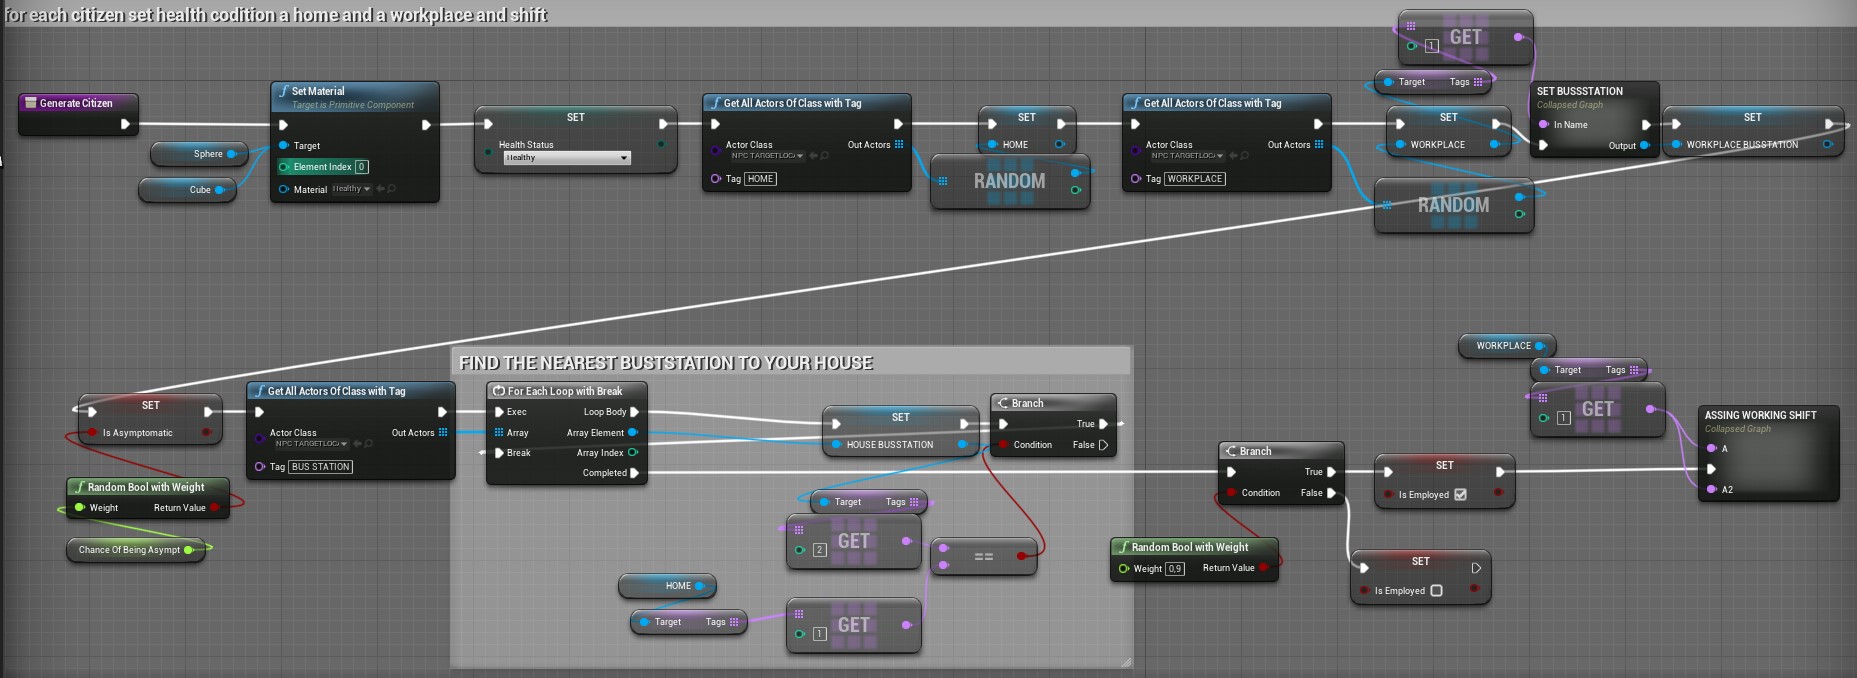 for each citizen set health codition a home and a workplace and shift
Generate Citizen
Sphere
Cube
Set Material
Target is Primitive Component
Target
Element Index 0
Material Healthy
SET
Health Status
Healthy
Get All Actors Of Class with Tag
Actor Class Out Actors
NPC TARGETLOCA
Tag HOME
SET
HOME
RANDOM
Get All Actors Of Class with Tag
Actor Class Out Actors
NPC TARGETLOCA
Tag WORKPLACE
GET
1
Target Tags
SET
WORKPLACE
RANDOM
SET BUSSSTATION
Collapsed Graph
In Name
Output
SET
WORKPLACE BUSSTATION
SET
Is Asymptomatic
Random Bool with Weight
Weight Return Value
Chance Of Being Asympt
Get All Actors Of Class with Tag
Actor Class Out Actors
NPC TARGETLOCA
Tag BUS STATION
FIND THE NEAREST BUSTSTATION TO YOUR HOUSE
For Each Loop with Break
Exec Loop Body
Array Array Element
Break Array Index
Completed
SET
HOUSE BUSSTATION
Branch
True
Condition False
Target Tags
GET
2
==
HOME
Target Tags
GET
1
Branch
True
Condition False
Random Bool with Weight
Weight 0,9 Return Value
SET
Is Employed
SET
Is Employed
WORKPLACE
Target Tags
GET
1
ASSING WORKING SHIFT
Collapsed Graph
A
A2